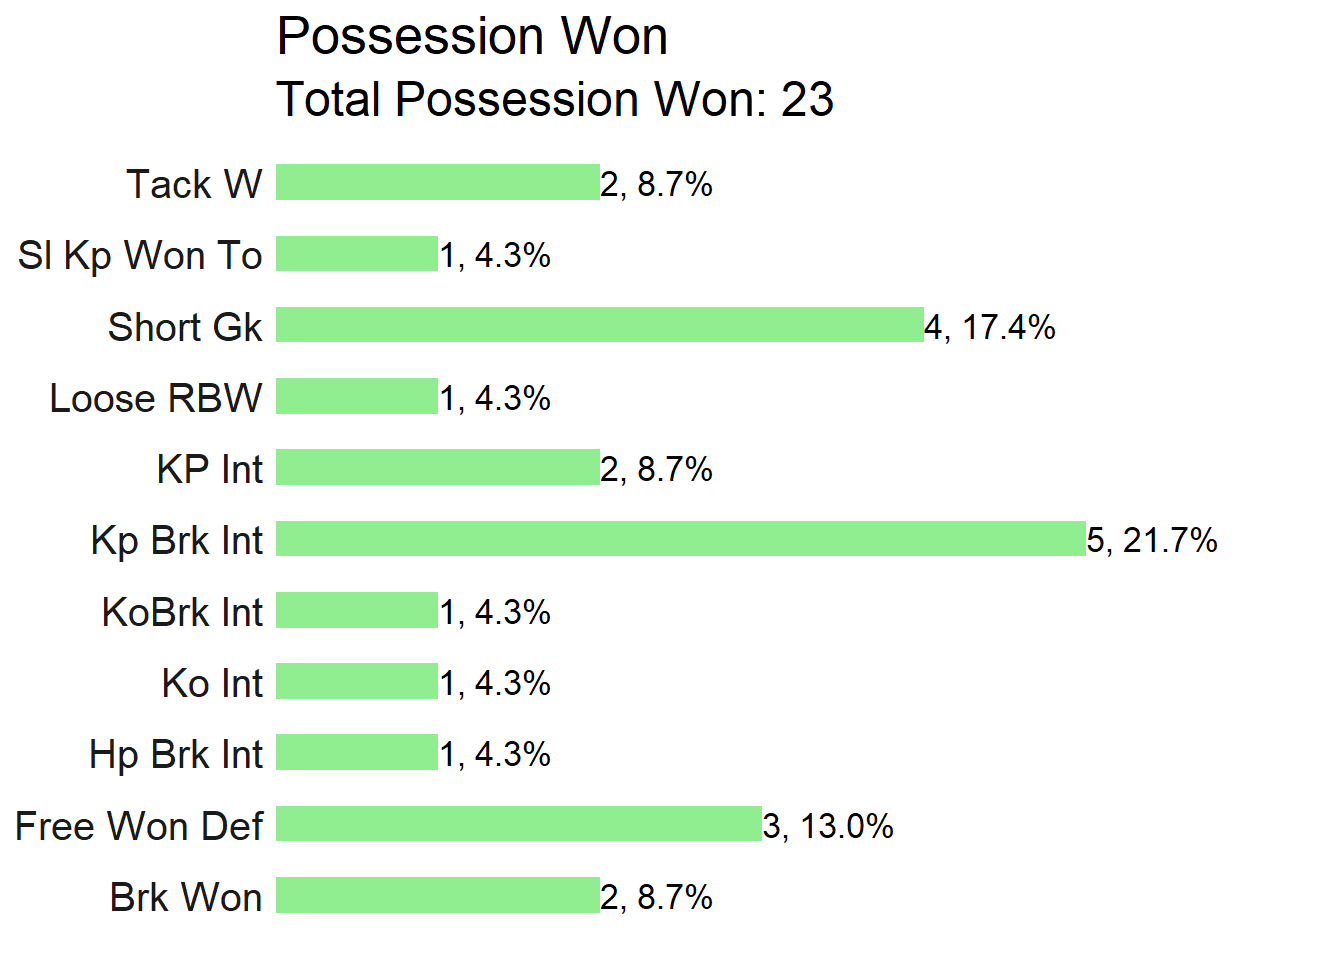 Possession Won
Total Possession Won: 23
Tack W 2, 8.7%
Sl Kp Won To 1, 4.3%
Short Gk 4, 17.4%
Loose RBW 1, 4.3%
KP Int 2, 8.7%
Kp Brk Int 5, 21.7%
KoBrk Int 1, 4.3%
Ko Int 1, 4.3%
Hp Brk Int 1, 4.3%
Free Won Def 3, 13.0%
Brk Won 2, 8.7%